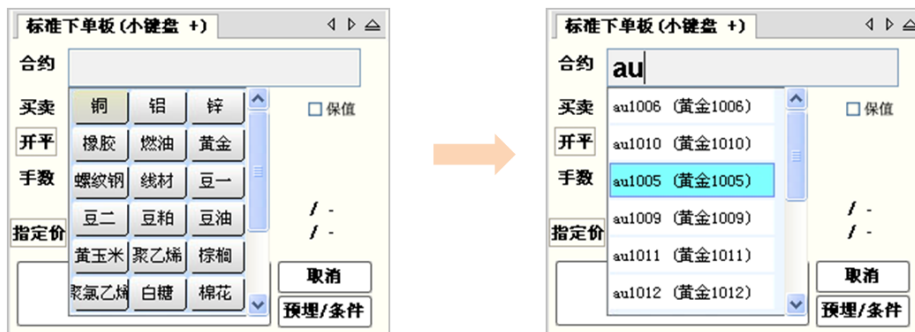 标准下单板(小键盘 +)
合约
买卖
铜 铝 锌
保值
开平
橡胶 燃油 黄金
手数
螺纹钢 线材 豆一
豆二 豆粕 豆油
/ -
指定价
/ -
黄玉米 聚乙烯 棕榈
取消
聚氯乙烯 白糖 棉花
预埋/条件
标准下单板(小键盘 +)
合约
au
买卖
au1006 (黄金1006)
保值
开平
au1010 (黄金1010)
手数
au1005 (黄金1005)
au1009 (黄金1009)
/ -
指定价
/ -
au1011 (黄金1011)
取消
au1012 (黄金1012)
预埋/条件